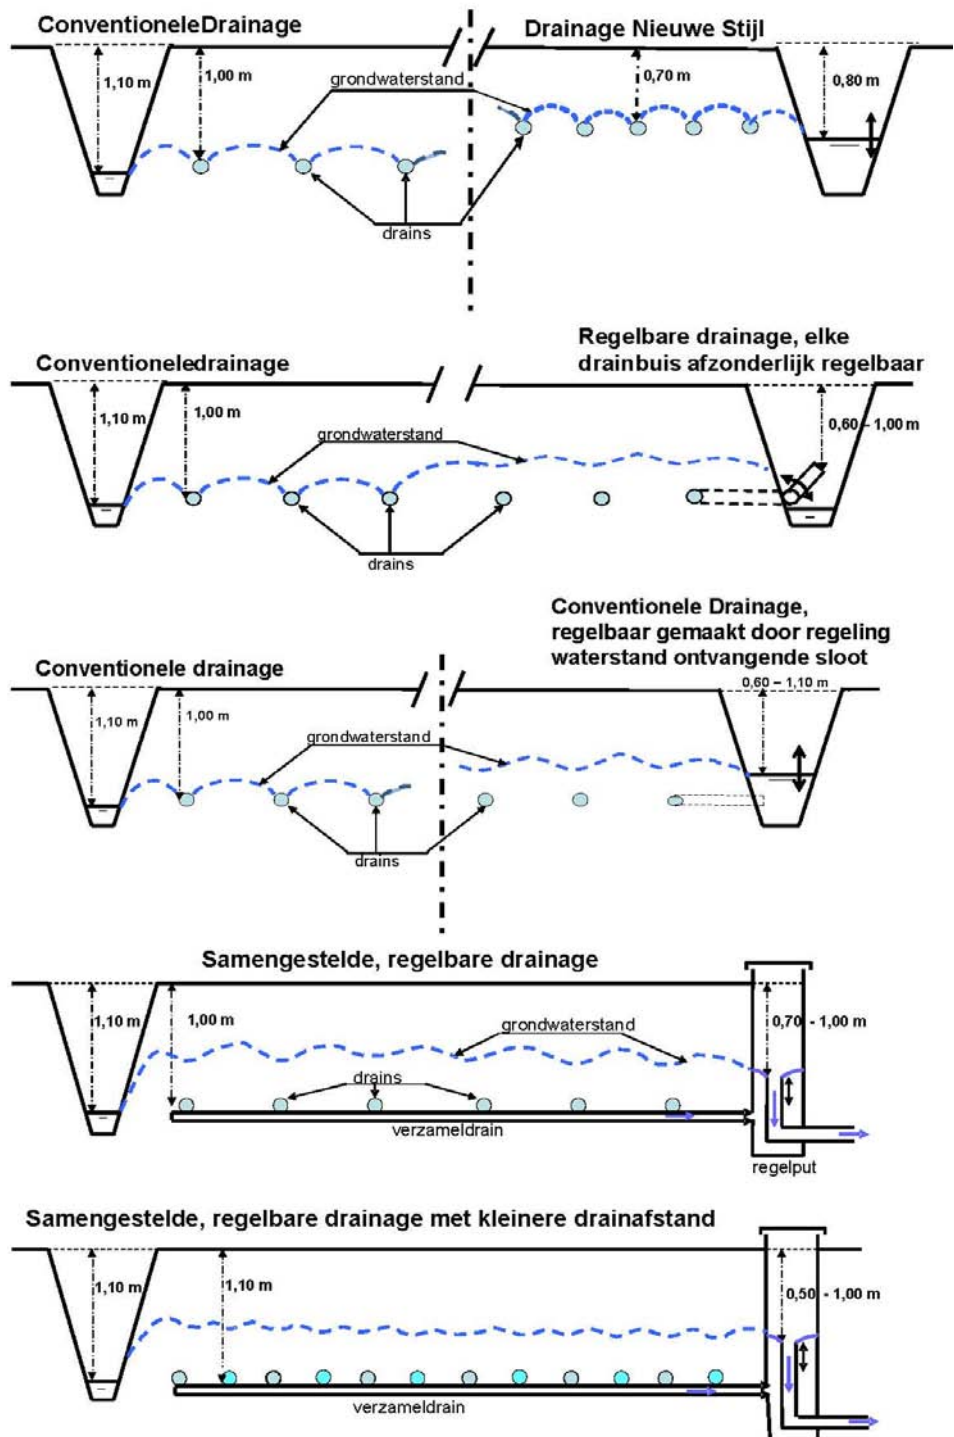 ConventioneleDrainage
Drainage Nieuwe Stijl
1,10 m
1,00 m
grondwaterstand
0,70 m
0,80 m
drains
Conventioneledrainage
Regelbare drainage, elke
drainbuis afzonderlijk regelbaar
1,10 m
1,00 m
grondwaterstand
0,60 - 1,00 m
drains
Conventionele Drainage,
regelbaar gemaakt door regeling
waterstand ontvangende sloot
Conventionele drainage
0,60 - 1,10 m
1,10 m
1,00 m
grondwaterstand
drains
Samengestelde, regelbare drainage
1,10 m
1,00 m
grondwaterstand
0,70 - 1,00 m
drains
verzameldrain
regelput
Samengestelde, regelbare drainage met kleinere drainafstand
1,10 m
1,10 m
0,50 - 1,00 m
verzameldrain